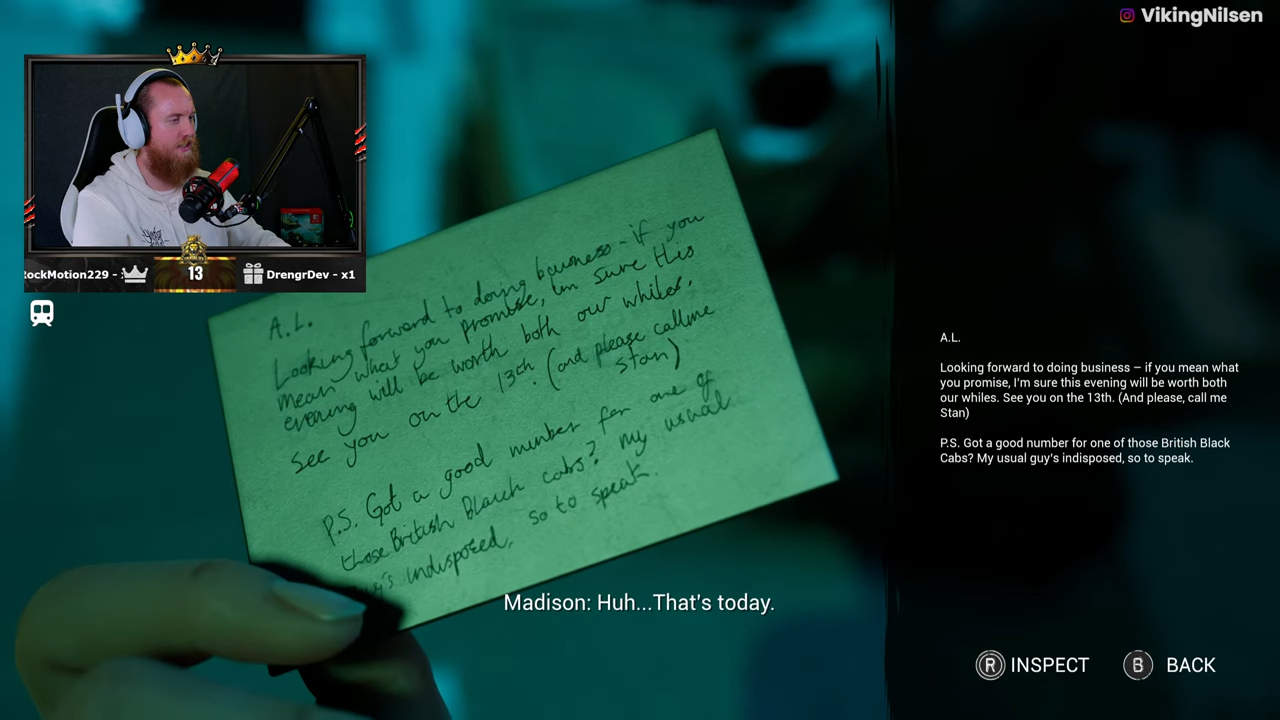 VikingNilsen
RockMotion229 -
13
DrengrDev - x1
A.L.
Looking forward to doing business - if you
mean what you promise, im sure this
evening will be worth both our whiles.
See you on the 13th. (and please call me
Stan)
P.S. Got a good number for one of
those British Black cabs? My usual
guy's indisposed, so to speak.
A.L.
Looking forward to doing business – if you mean what
you promise, I'm sure this evening will be worth both
our whiles. See you on the 13th. (And please, call me
Stan)
P.S. Got a good number for one of those British Black
Cabs? My usual guy's indisposed, so to speak.
Madison: Huh...That's today.
R INSPECT
B BACK